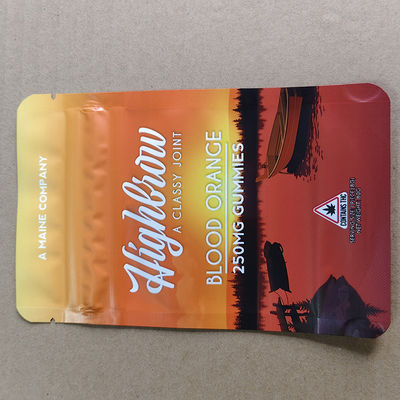 A MAINE COMPANY
Highbrow
A CLASSY JOINT
BLOOD ORANGE
250MG GUMMIES
CONTAINS THC